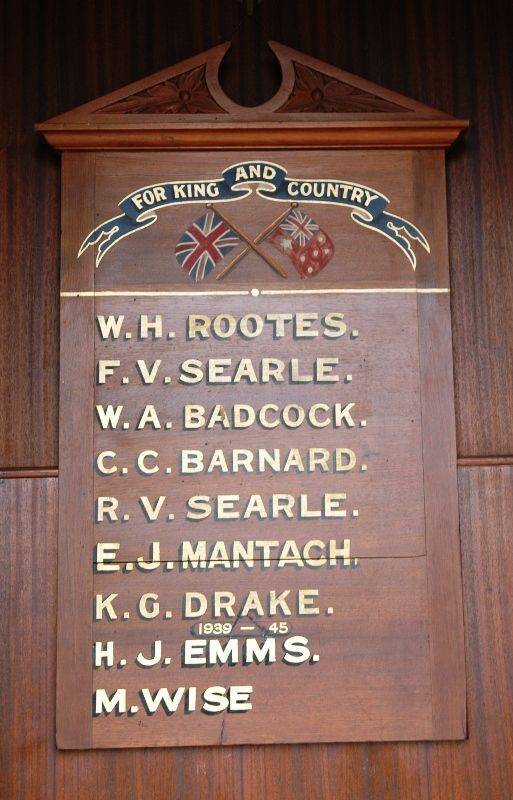 FOR KING AND COUNTRY
W. H. ROOTES.
F. V. SEARLE.
W. A. BADCOCK.
C. C. BARNARD.
R. V. SEARLE.
E. J. MANTACH.
K. G. DRAKE.
1939 — 45
H. J. EMMS.
M. WISE